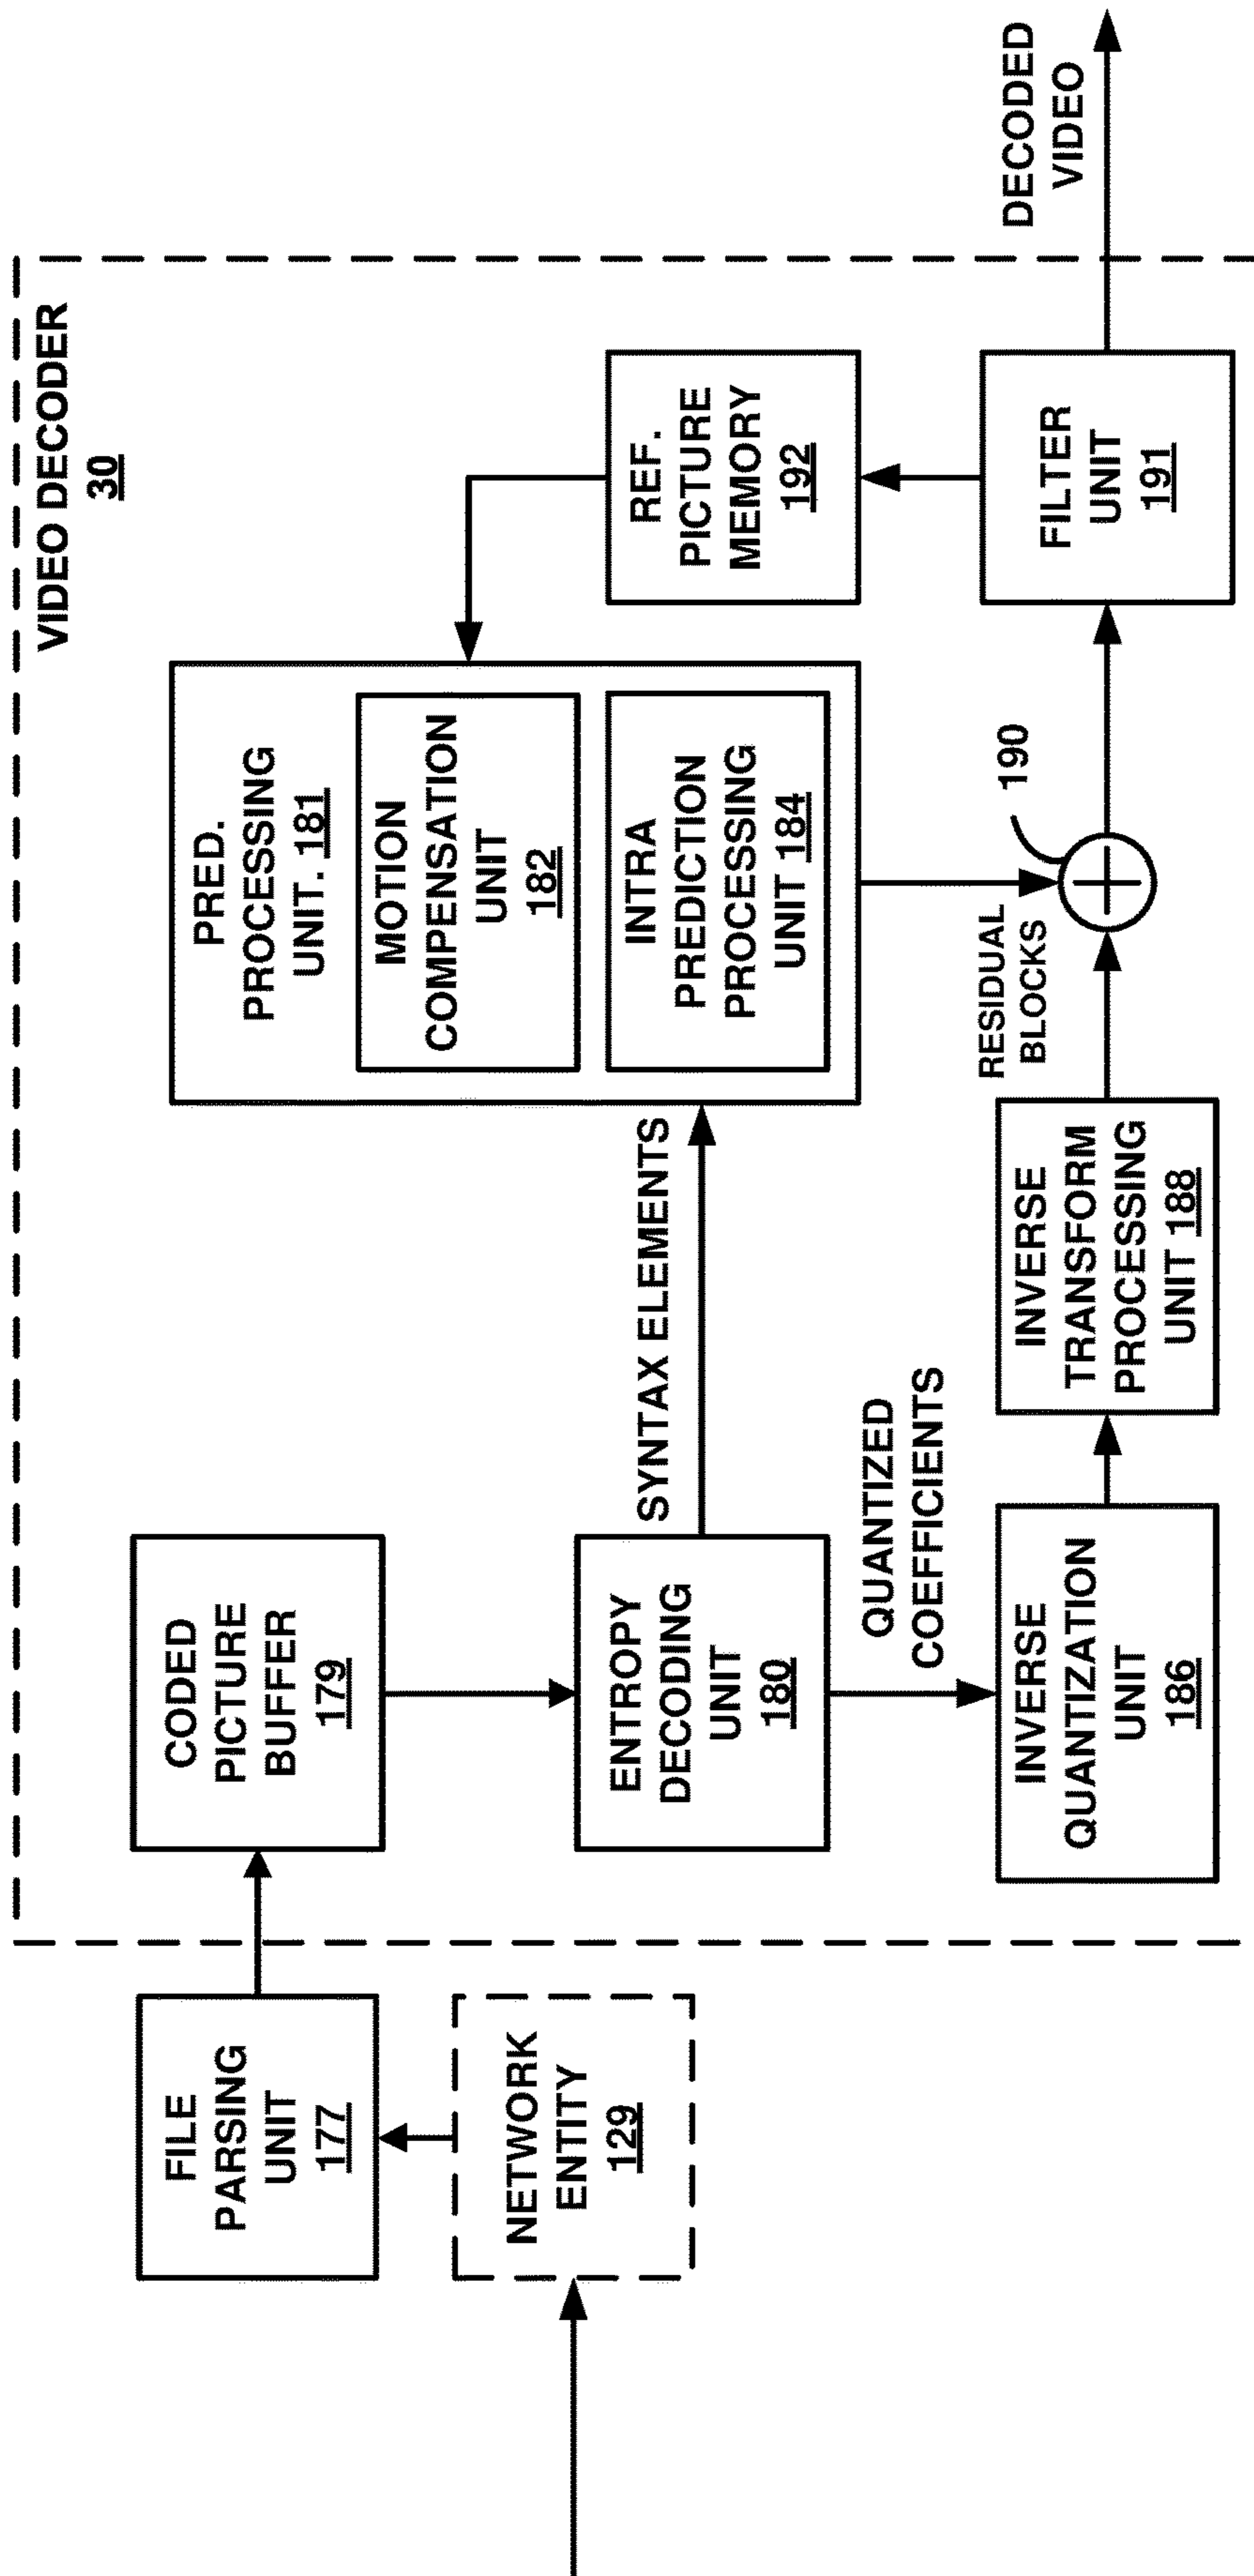 VIDEO DECODER
30
FILE
PARSING
UNIT
177
NETWORK
ENTITY
129
CODED
PICTURE
BUFFER
179
ENTROPY
DECODING
UNIT
180
SYNTAX ELEMENTS
QUANTIZED
COEFFICIENTS
INVERSE
QUANTIZATION
UNIT
186
INVERSE
TRANSFORM
PROCESSING
UNIT 188
RESIDUAL
BLOCKS
190
PRED.
PROCESSING
UNIT. 181
MOTION
COMPENSATION
UNIT
182
INTRA
PREDICTION
PROCESSING
UNIT 184
REF.
PICTURE
MEMORY
192
FILTER
UNIT
191
DECODED
VIDEO